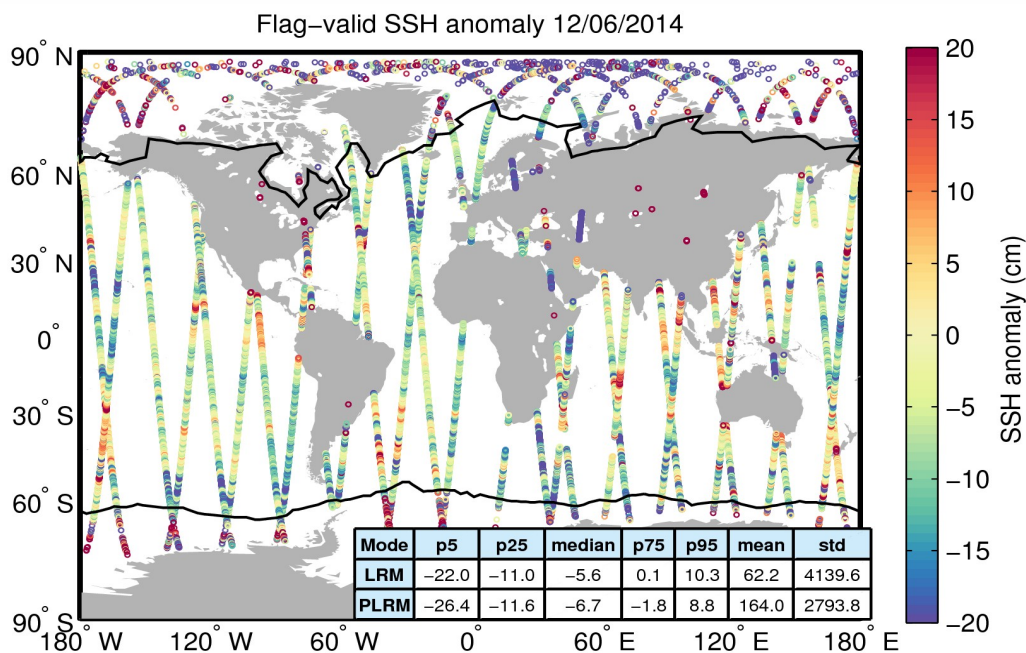 Flag−valid SSH anomaly 12/06/2014
90° N
60° N
30° N
0°
30° S
60° S
90° S
180° W
120° W
60° W
0°
60° E
120° E
180° E
20
15
10
5
0
−5
−10
−15
−20
SSH anomaly (cm)
Mode p5 p25 median p75 p95 mean std
LRM −22.0 −11.0 −5.6 0.1 10.3 62.2 4139.6
PLRM −26.4 −11.6 −6.7 −1.8 8.8 164.0 2793.8